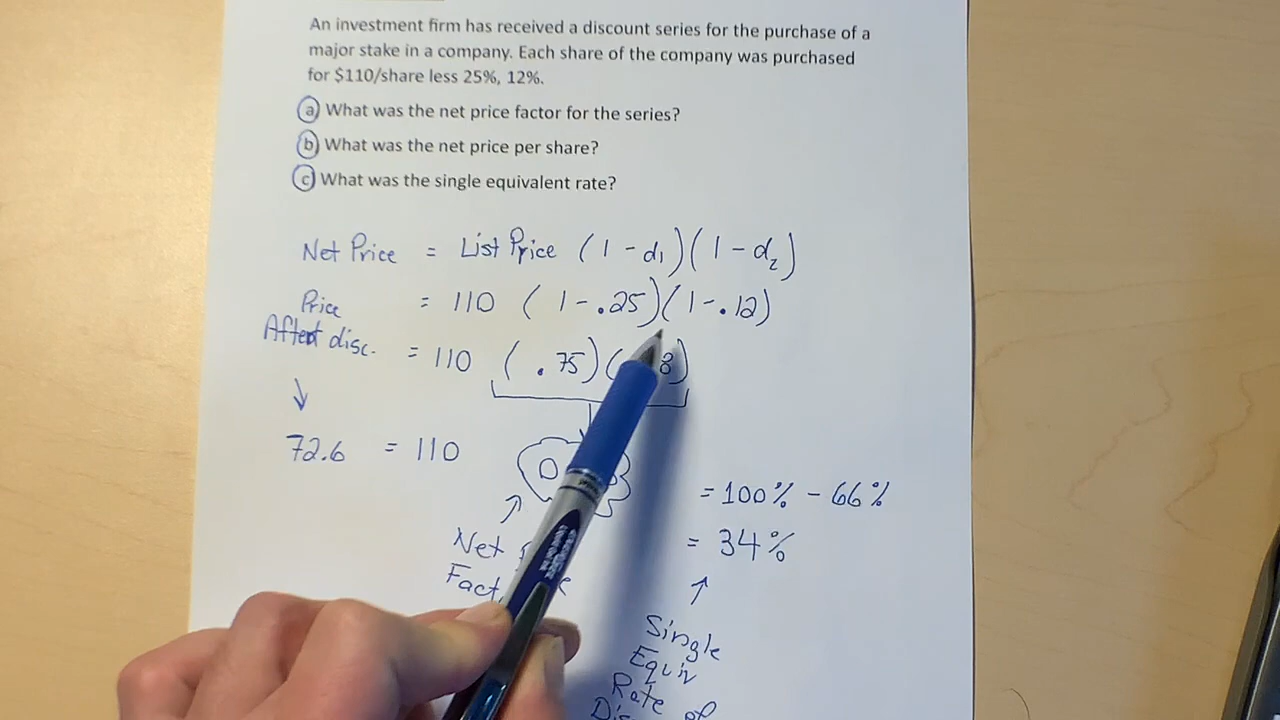 An investment firm has received a discount series for the purchase of a
major stake in a company. Each share of the company was purchased
for $110/share less 25%, 12%.
a) What was the net price factor for the series?
b) What was the net price per share?
c) What was the single equivalent rate?
Net Price = List Price (1 - d1)(1 - d2)
Price = 110 (1 - .25)(1 - .12)
After disc. = 110 (.75)( 8)
↓
72.6 = 110 0
= 100% - 66%
= 34%
Net
Fact
Single
Equiv
Rate of